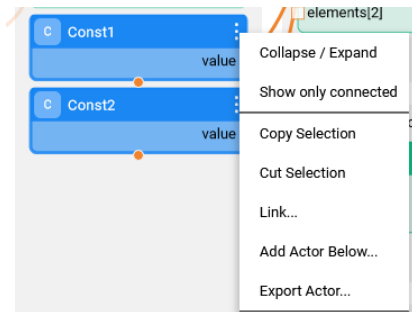 elements[2]
C Const1
value
C Const2
value
Collapse / Expand
Show only connected
Copy Selection
Cut Selection
Link...
Add Actor Below...
Export Actor...